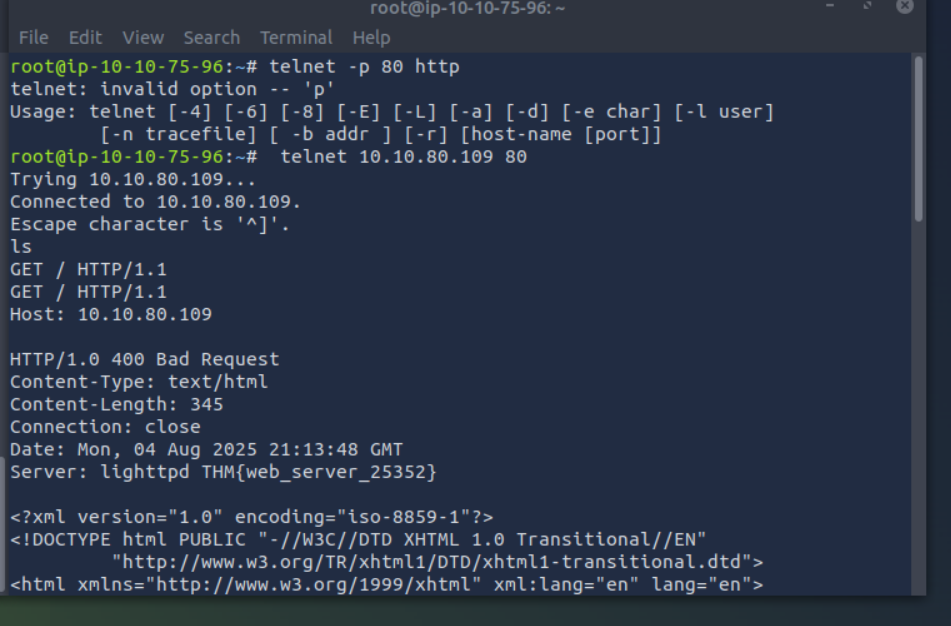 root@ip-10-10-75-96: ~
File Edit View Search Terminal Help
root@ip-10-10-75-96:~# telnet -p 80 http
telnet: invalid option -- 'p'
Usage: telnet [-4] [-6] [-8] [-E] [-L] [-a] [-d] [-e char] [-l user]
        [-n tracefile] [ -b addr ] [-r] [host-name [port]]
root@ip-10-10-75-96:~#  telnet 10.10.80.109 80
Trying 10.10.80.109...
Connected to 10.10.80.109.
Escape character is '^]'.
ls
GET / HTTP/1.1
GET / HTTP/1.1
Host: 10.10.80.109

HTTP/1.0 400 Bad Request
Content-Type: text/html
Content-Length: 345
Connection: close
Date: Mon, 04 Aug 2025 21:13:48 GMT
Server: lighttpd THM{web_server_25352}

<?xml version="1.0" encoding="iso-8859-1"?>
<!DOCTYPE html PUBLIC "-//W3C//DTD XHTML 1.0 Transitional//EN"
         "http://www.w3.org/TR/xhtml1/DTD/xhtml1-transitional.dtd">
<html xmlns="http://www.w3.org/1999/xhtml" xml:lang="en" lang="en">